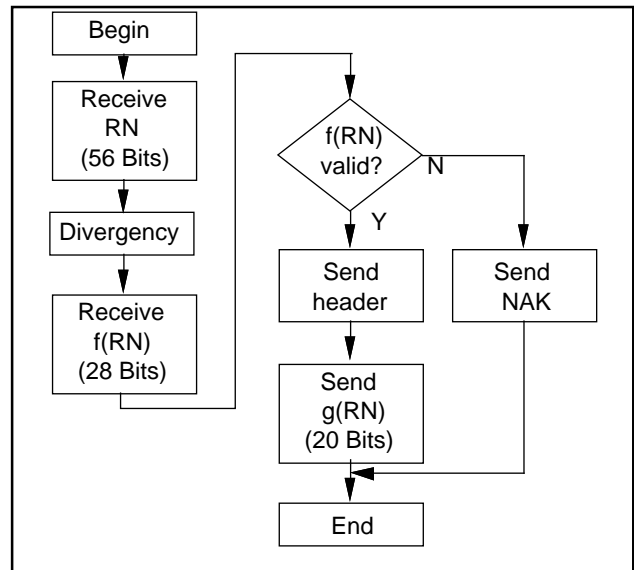 Begin
Receive
RN
(56 Bits)
Divergency
Receive
f(RN)
(28 Bits)
f(RN)
valid?
N
Y
Send
header
Send
NAK
Send
g(RN)
(20 Bits)
End